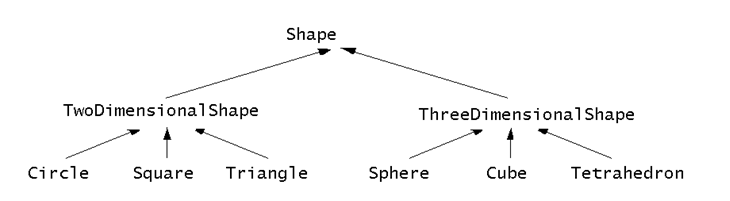 Shape
TwoDimensionalShape
ThreeDimensionalShape
Circle
Square
Triangle
Sphere
Cube
Tetrahedron